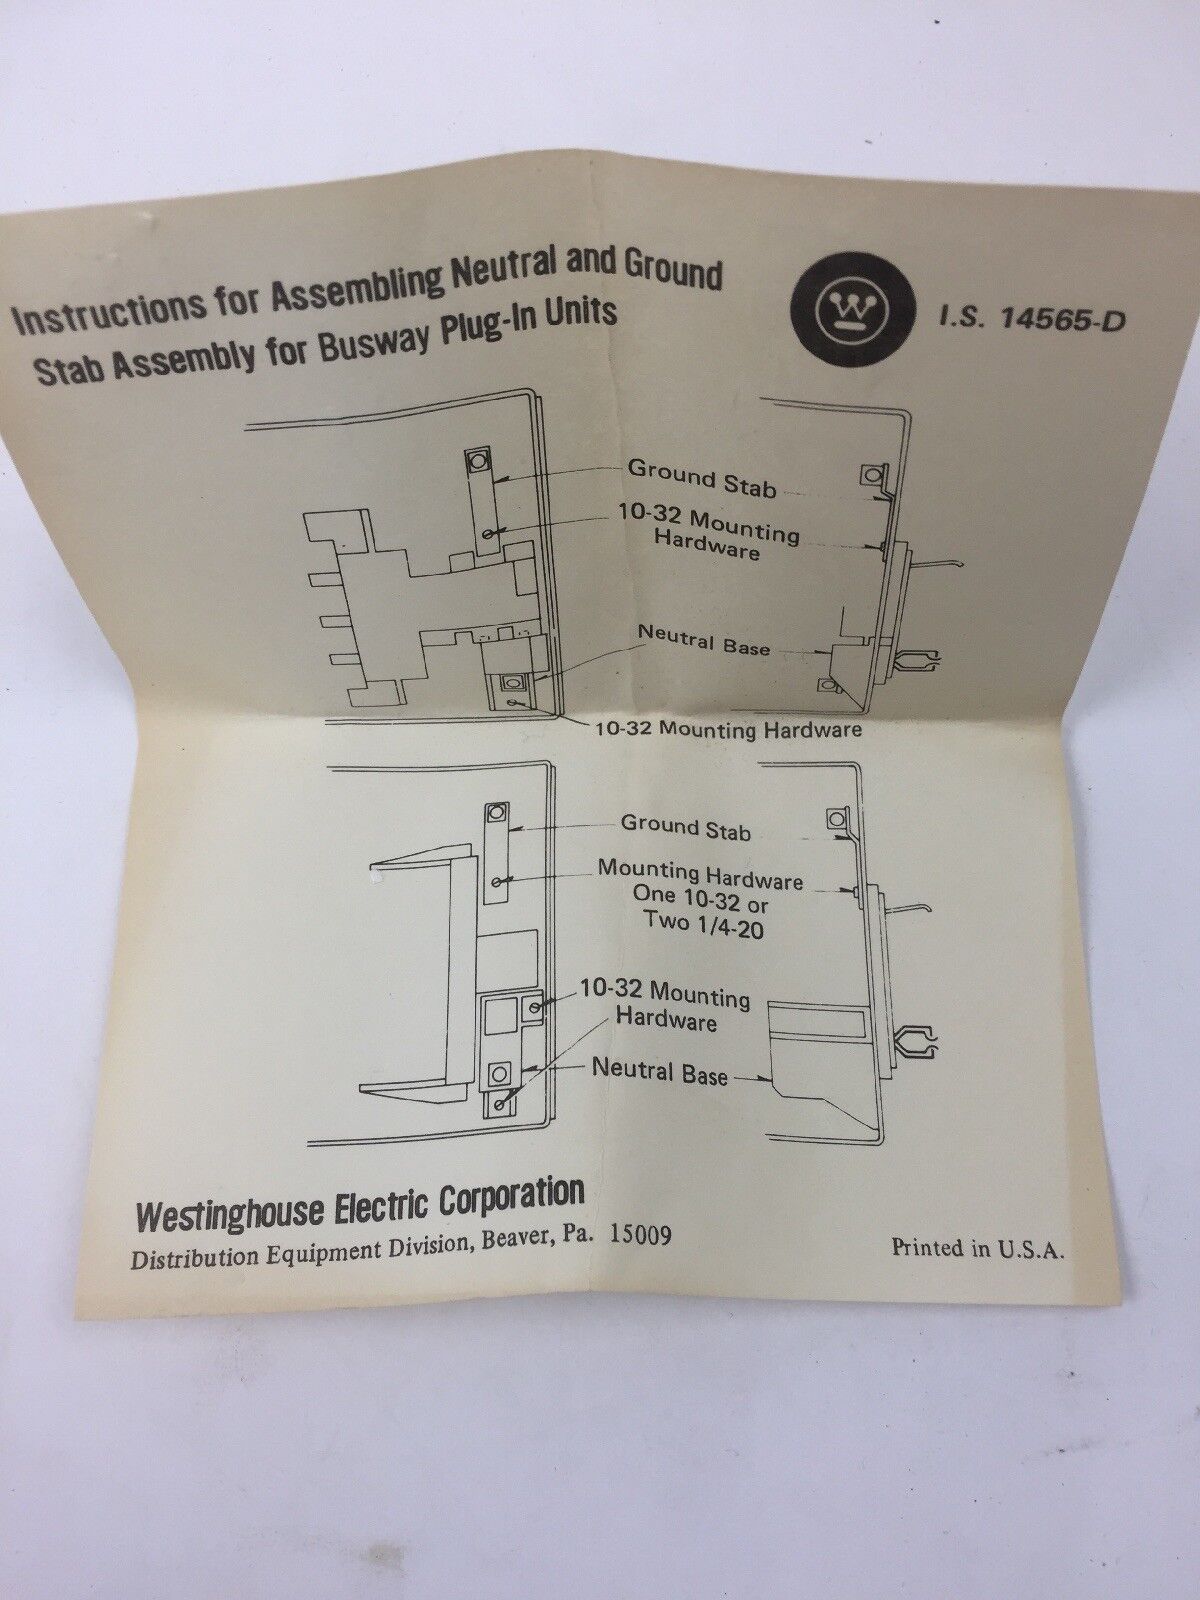 Instructions for Assembling Neutral and Ground
Stab Assembly for Busway Plug-In Units
W
I.S. 14565-D
Ground Stab
10-32 Mounting
Hardware
Neutral Base
10-32 Mounting Hardware
Ground Stab
Mounting Hardware
One 10-32 or
Two 1/4-20
10-32 Mounting
Hardware
Neutral Base
Westinghouse Electric Corporation
Distribution Equipment Division, Beaver, Pa. 15009
Printed in U.S.A.